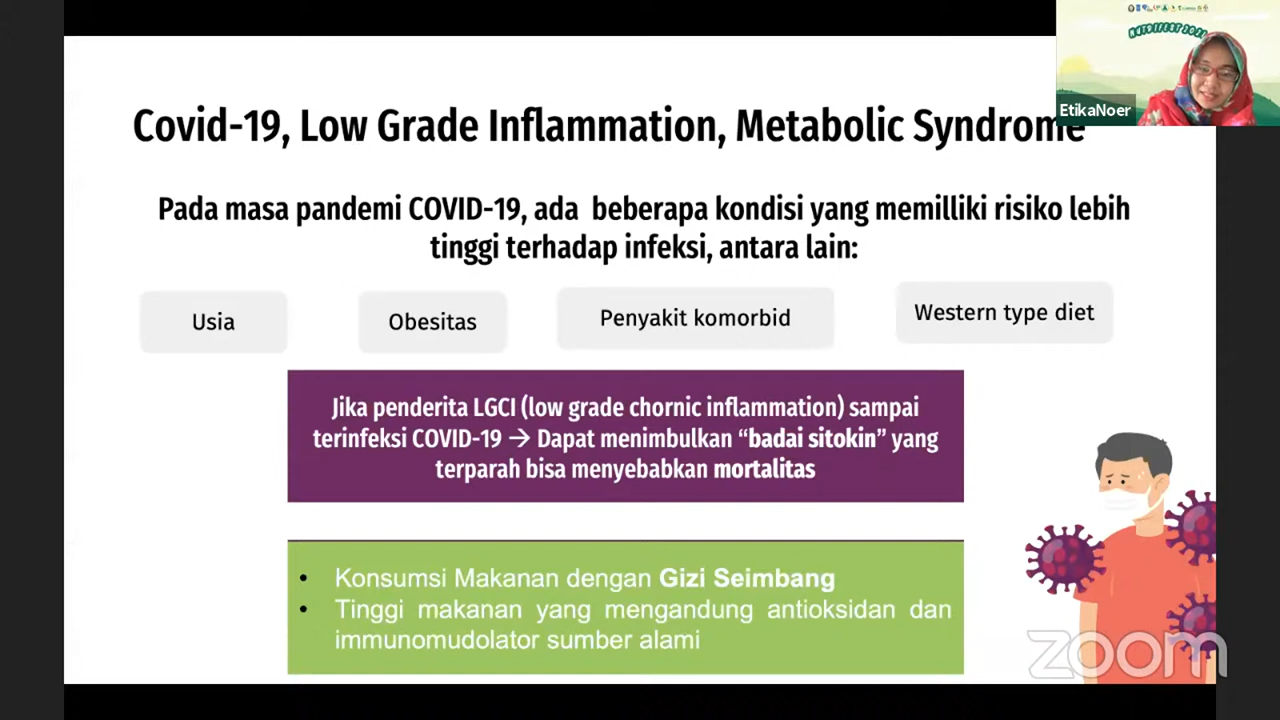 NUTRIFEST 2021
EtikaNoer
Covid-19, Low Grade Inflammation, Metabolic Syndrome
Pada masa pandemi COVID-19, ada beberapa kondisi yang memilliki risiko lebih
tinggi terhadap infeksi, antara lain:
Usia
Obesitas
Penyakit komorbid
Western type diet
Jika penderita LGCI (low grade chornic inflammation) sampai
terinfeksi COVID-19 → Dapat menimbulkan “badai sitokin” yang
terparah bisa menyebabkan mortalitas
• Konsumsi Makanan dengan Gizi Seimbang
• Tinggi makanan yang mengandung antioksidan dan
immunomudolator sumber alami
zoom